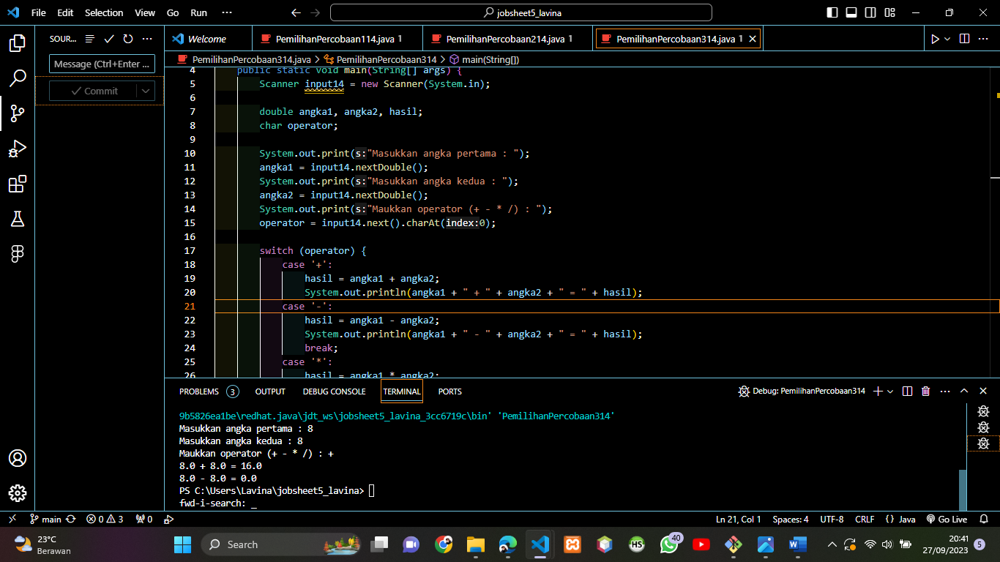 File Edit Selection View Go Run ··· jobsheet5_lavina
SOUR...
Message (Ctrl+Enter ...
Commit
Welcome PemilihanPercobaan114.java 1 PemilihanPercobaan214.java 1 PemilihanPercobaan314.java 1
PemilihanPercobaan314.java > PemilihanPercobaan314 > main(String[])
4 public static void main(String[] args) {
5 Scanner input14 = new Scanner(System.in);
6
7 double angka1, angka2, hasil;
8 char operator;
9
10 System.out.print(s:"Masukkan angka pertama : ");
11 angka1 = input14.nextDouble();
12 System.out.print(s:"Masukkan angka kedua : ");
13 angka2 = input14.nextDouble();
14 System.out.print(s:"Maukkan operator (+ - * /) : ");
15 operator = input14.next().charAt(index:0);
16
17 switch (operator) {
18 case '+':
19 hasil = angka1 + angka2;
20 System.out.println(angka1 + " + " + angka2 + " = " + hasil);
21 case '-':
22 hasil = angka1 - angka2;
23 System.out.println(angka1 + " - " + angka2 + " = " + hasil);
24 break;
25 case '*':
26 hasil = angka1 * angka2;
PROBLEMS 3 OUTPUT DEBUG CONSOLE TERMINAL PORTS Debug: PemilihanPercobaan314
9b5826ea1be\redhat.java\jdt_ws\jobsheet5_lavina_3cc6719c\bin' 'PemilihanPercobaan314'
Masukkan angka pertama : 8
Masukkan angka kedua : 8
Maukkan operator (+ - * /) : +
8.0 + 8.0 = 16.0
8.0 - 8.0 = 0.0
PS C:\Users\Lavina\jobsheet5_lavina>
fwd-i-search: _
main 0 3 0 Ln 21, Col 1 Spaces: 4 UTF-8 CRLF {} Java Go Live
23°C
Berawan
Search
HS
40
20:41
27/09/2023
5